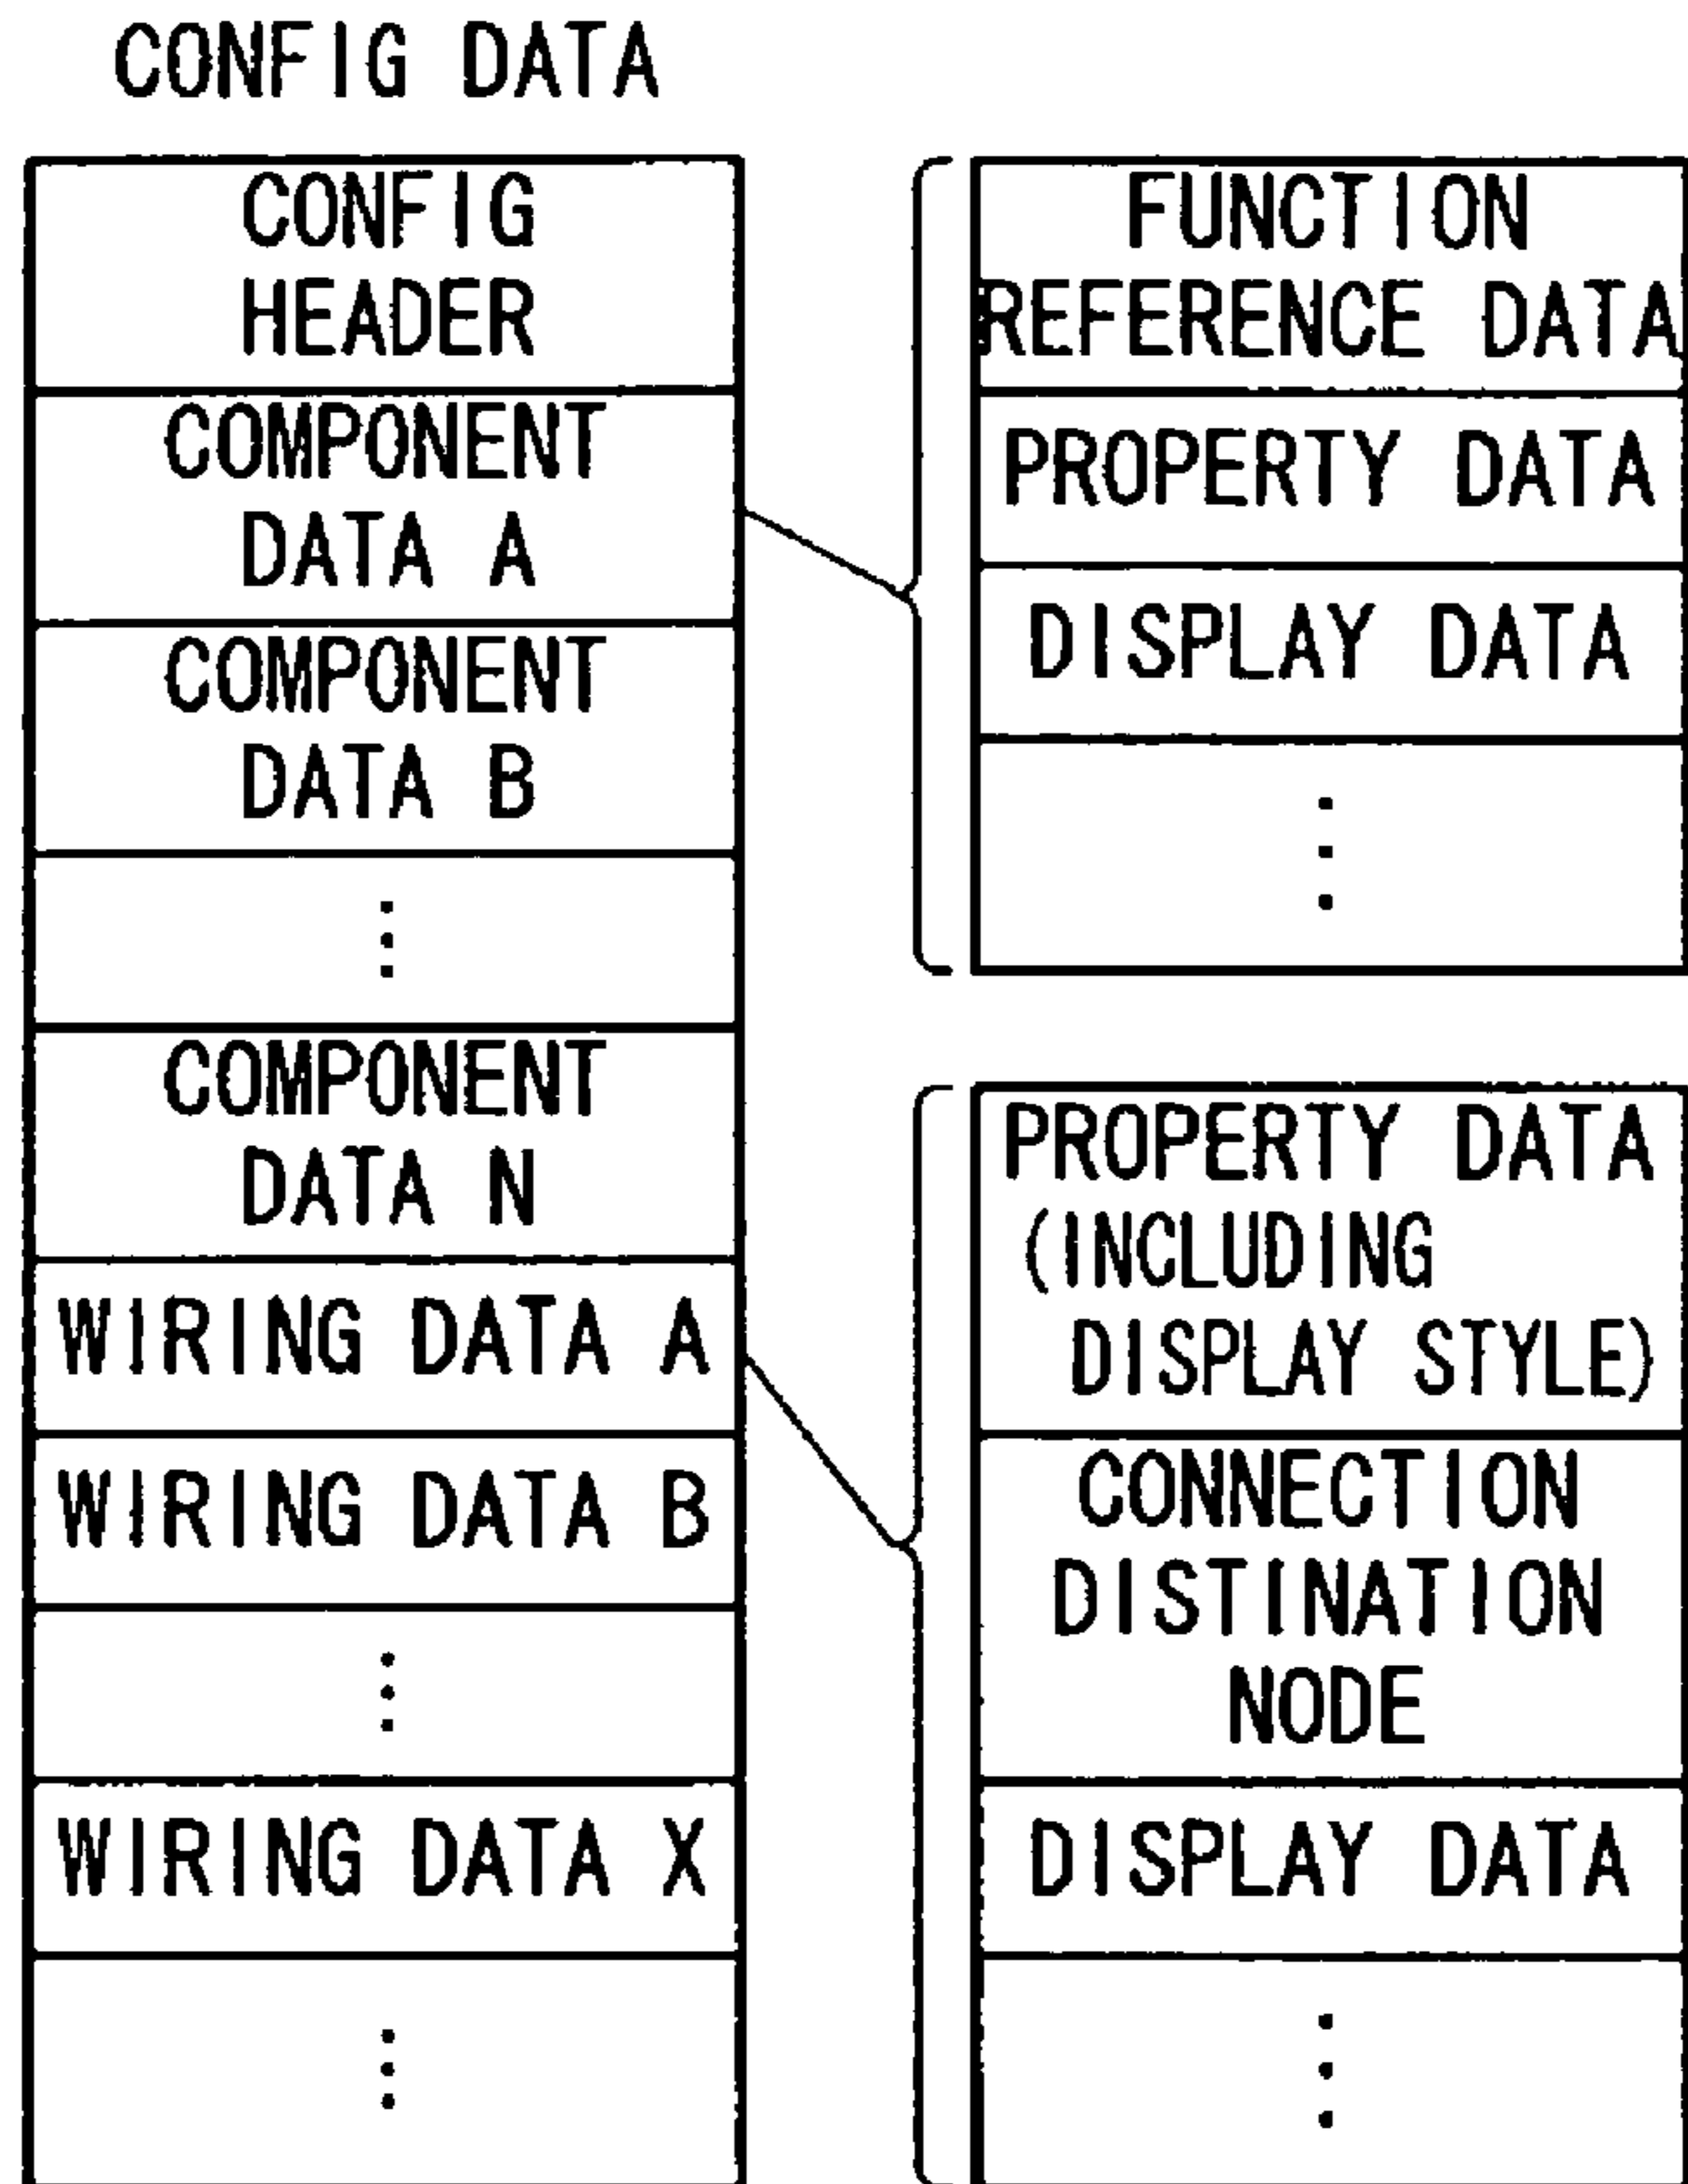 CONFIG DATA
CONFIG
HEADER
COMPONENT
DATA A
COMPONENT
DATA B
COMPONENT
DATA N
WIRING DATA A
WIRING DATA B
WIRING DATA X
FUNCTION
REFERENCE DATA
PROPERTY DATA
DISPLAY DATA
PROPERTY DATA
(INCLUDING
DISPLAY STYLE)
CONNECTION
DISTINATION
NODE
DISPLAY DATA